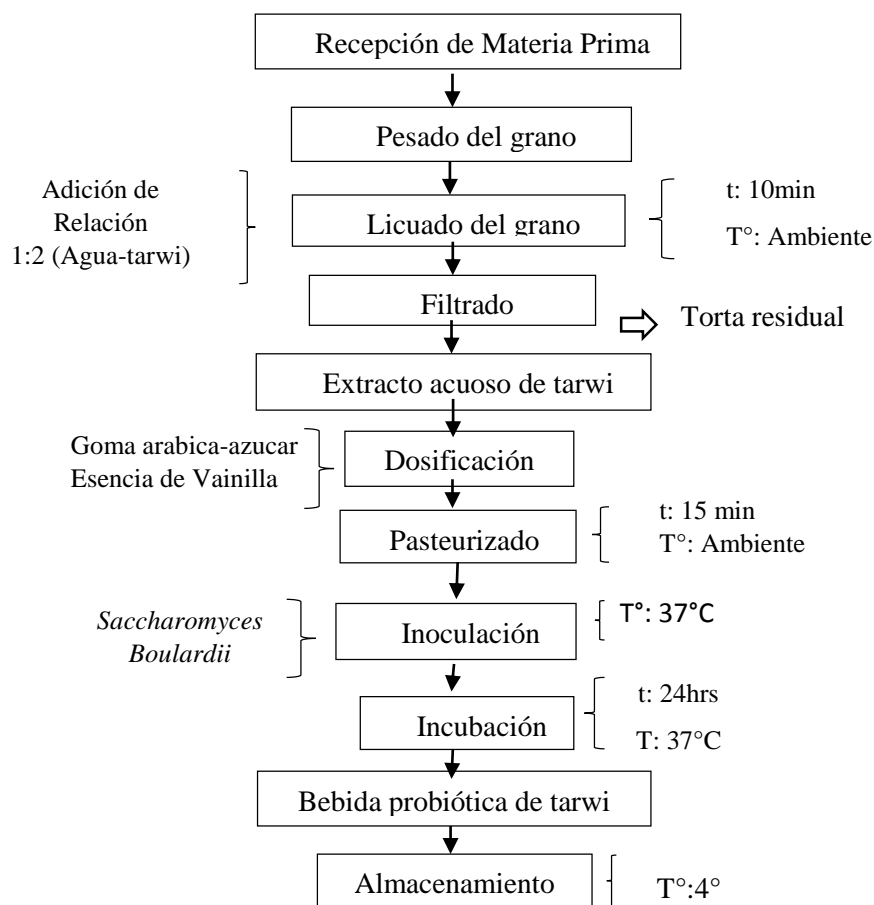 Recepción de Materia Prima
Pesado del grano
Adición de
Relación
1:2 (Agua-tarwi)
Licuado del grano
t: 10min
T°: Ambiente
Filtrado
Torta residual
Extracto acuoso de tarwi
Goma arabica-azucar
Esencia de Vainilla
Dosificación
Pasteurizado
t: 15 min
T°: Ambiente
Saccharomyces
Boulardii
Inoculación
T°: 37°C
Incubación
t: 24hrs
T: 37°C
Bebida probiótica de tarwi
Almacenamiento
T°:4°